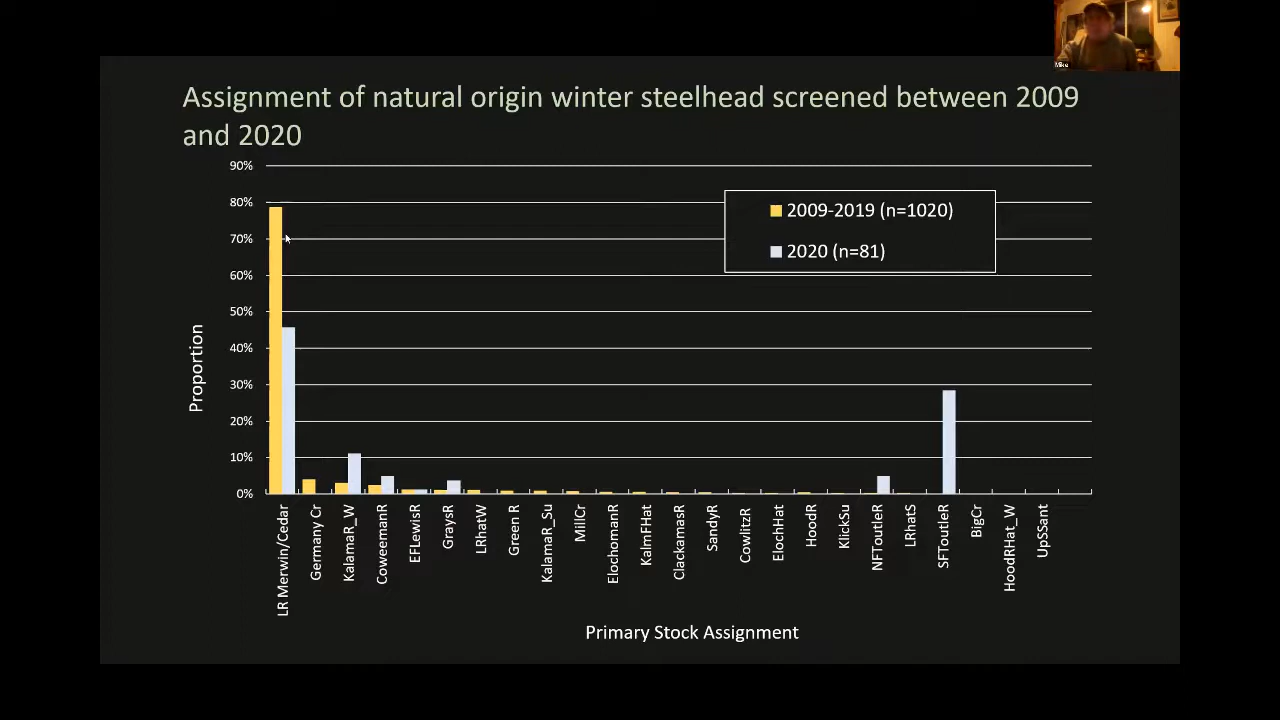 Mike
Assignment of natural origin winter steelhead screened between 2009
and 2020
90%
80%
70%
60%
50%
40%
30%
20%
10%
0%
Proportion
2009-2019 (n=1020)
2020 (n=81)
LR Merwin/Cedar
Germany Cr
KalamaR_W
CoweemanR
EFLewisR
GraysR
LRhatW
Green R
KalamaR_Su
MillCr
ElochomanR
KalmFHat
ClackamasR
SandyR
CowlitzR
ElochHat
HoodR
KlickSu
NFToutleR
LRhatS
SFToutleR
BigCr
HoodRHat_W
UpSSant
Primary Stock Assignment